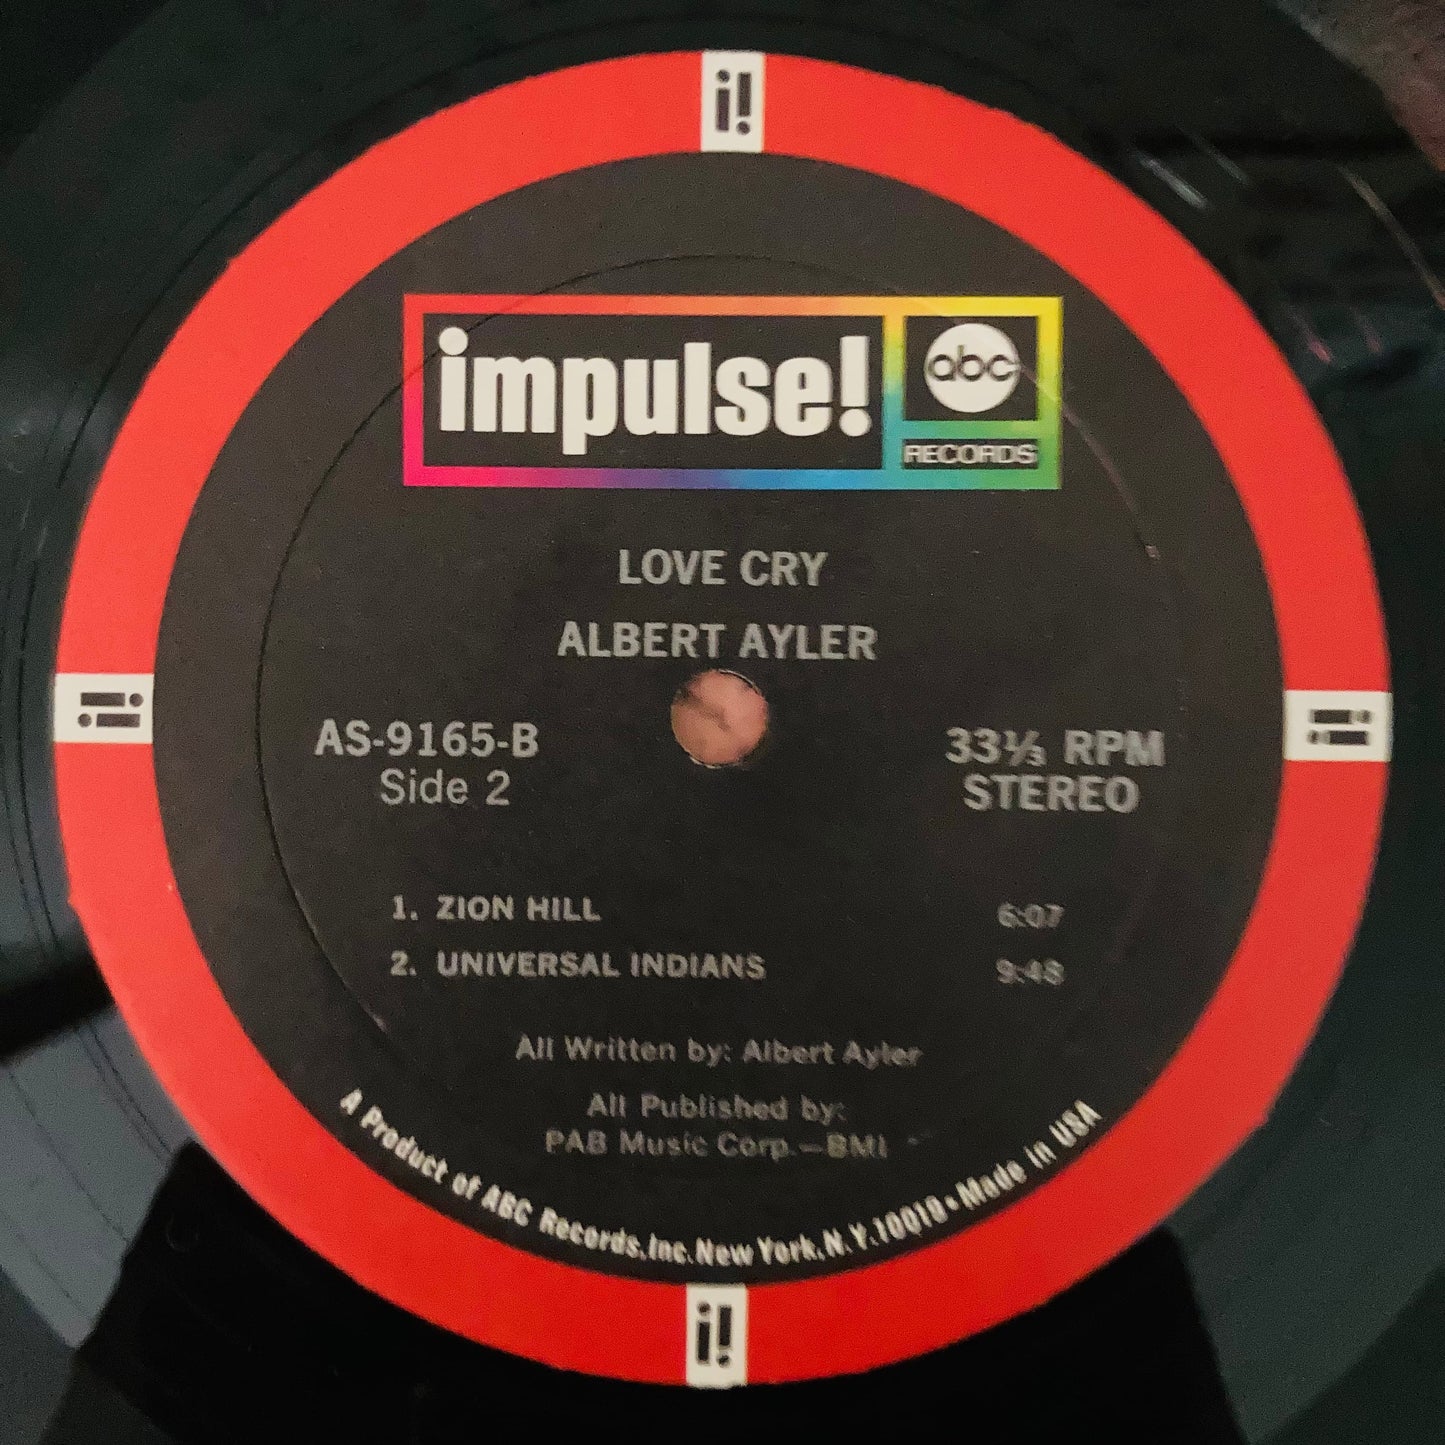 i!
impulse!
abc
RECORDS
LOVE CRY
ALBERT AYLER
AS-9165-B
Side 2
33⅓ RPM
STEREO
1. ZION HILL 6:07
2. UNIVERSAL INDIANS 9:48
All Written by: Albert Ayler
All Published by:
PAB Music Corp.—BMI
A Product of ABC Records, Inc. New York, N.Y. 10019 • Made in USA
i!
i!
i!